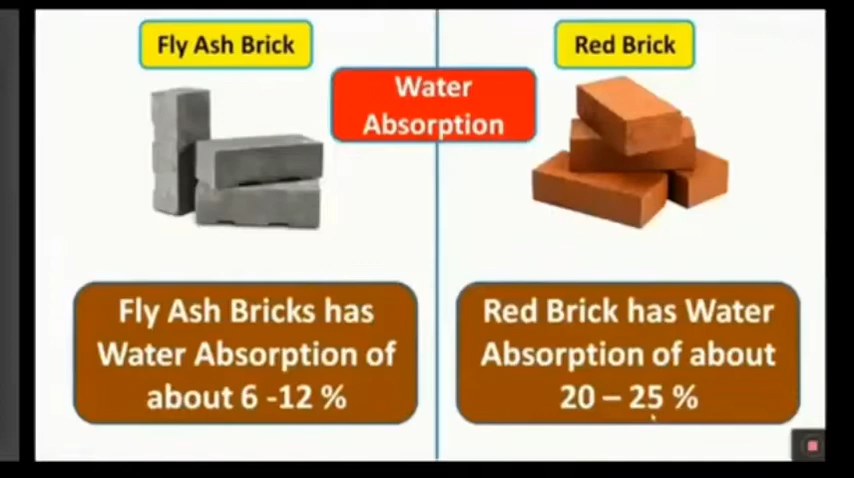 Fly Ash Brick
Red Brick
Water
Absorption
Fly Ash Bricks has
Water Absorption of
about 6 -12 %
Red Brick has Water
Absorption of about
20 – 25 %